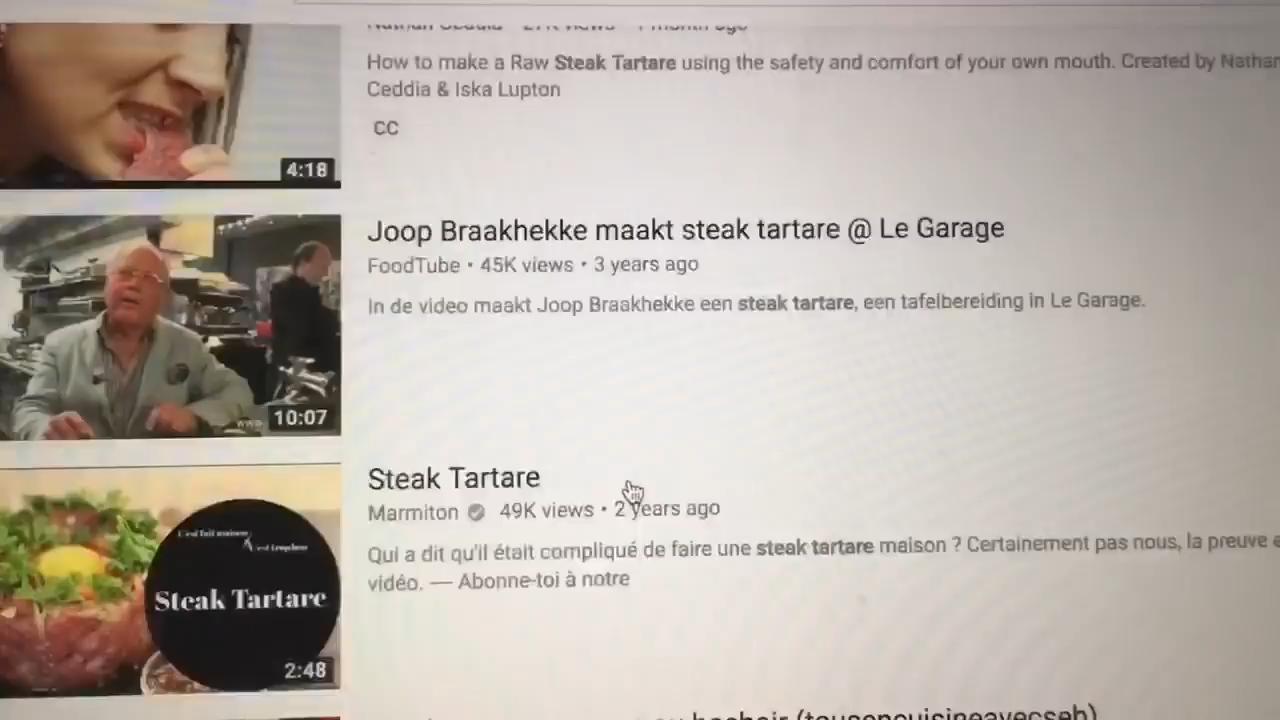 How to make a Raw Steak Tartare using the safety and comfort of your own mouth. Created by Nathan
Ceddia & Iska Lupton
CC
4:18
Joop Braakhekke maakt steak tartare @ Le Garage
FoodTube • 45K views • 3 years ago
In de video maakt Joop Braakhekke een steak tartare, een tafelbereiding in Le Garage.
10:07
Steak Tartare
Marmiton 49K views • 2 years ago
Qui a dit qu'il était compliqué de faire une steak tartare maison ? Certainement pas nous, la preuve e
vidéo. — Abonne-toi à notre
Steak Tartare
2:48